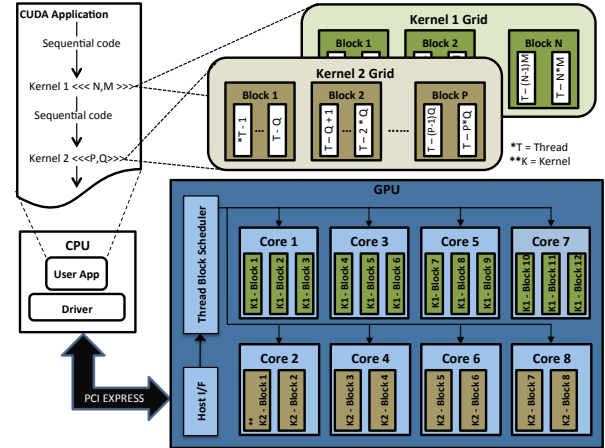 CUDA Application
Sequential code
Kernel 1 <<< N,M >>>
Sequential code
Kernel 2 <<<P,Q>>>
Kernel 1 Grid
Block 1
Block 2
Block N
T – (N-1)M
T – N*M
Kernel 2 Grid
Block 1
Block 2
Block P
*T - 1
...
T - Q
T – Q + 1
...
T – 2 * Q
......
T – (P-1)Q
T – P*Q
*T = Thread
**K = Kernel
CPU
User App
Driver
PCI EXPRESS
GPU
Thread Block Scheduler
Host I/F
Core 1
K1 - Block 1
K1 - Block 2
K1 - Block 3
Core 3
K1 - Block 4
K1 - Block 5
K1 - Block 6
Core 5
K1 - Block 7
K1 - Block 8
K1 - Block 9
Core 7
K1 - Block 10
K1 - Block 11
K1 - Block 12
Core 2
**
K2 - Block 1
K2 - Block 2
Core 4
K2 - Block 3
K2 - Block 4
Core 6
K2 - Block 5
K2 - Block 6
Core 8
K2 - Block 7
K2 - Block 8